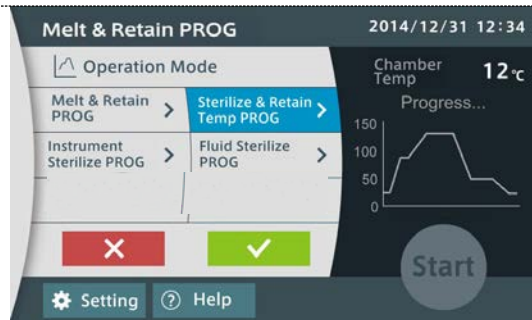 Melt & Retain PROG
2014/12/31 12:34
Operation Mode
Melt & Retain
PROG
Sterilize & Retain
Temp PROG
Instrument
Sterilize PROG
Fluid Sterilize
PROG
Setting
Help
Chamber
Temp
12℃
Progress...
150
100
50
0
Start